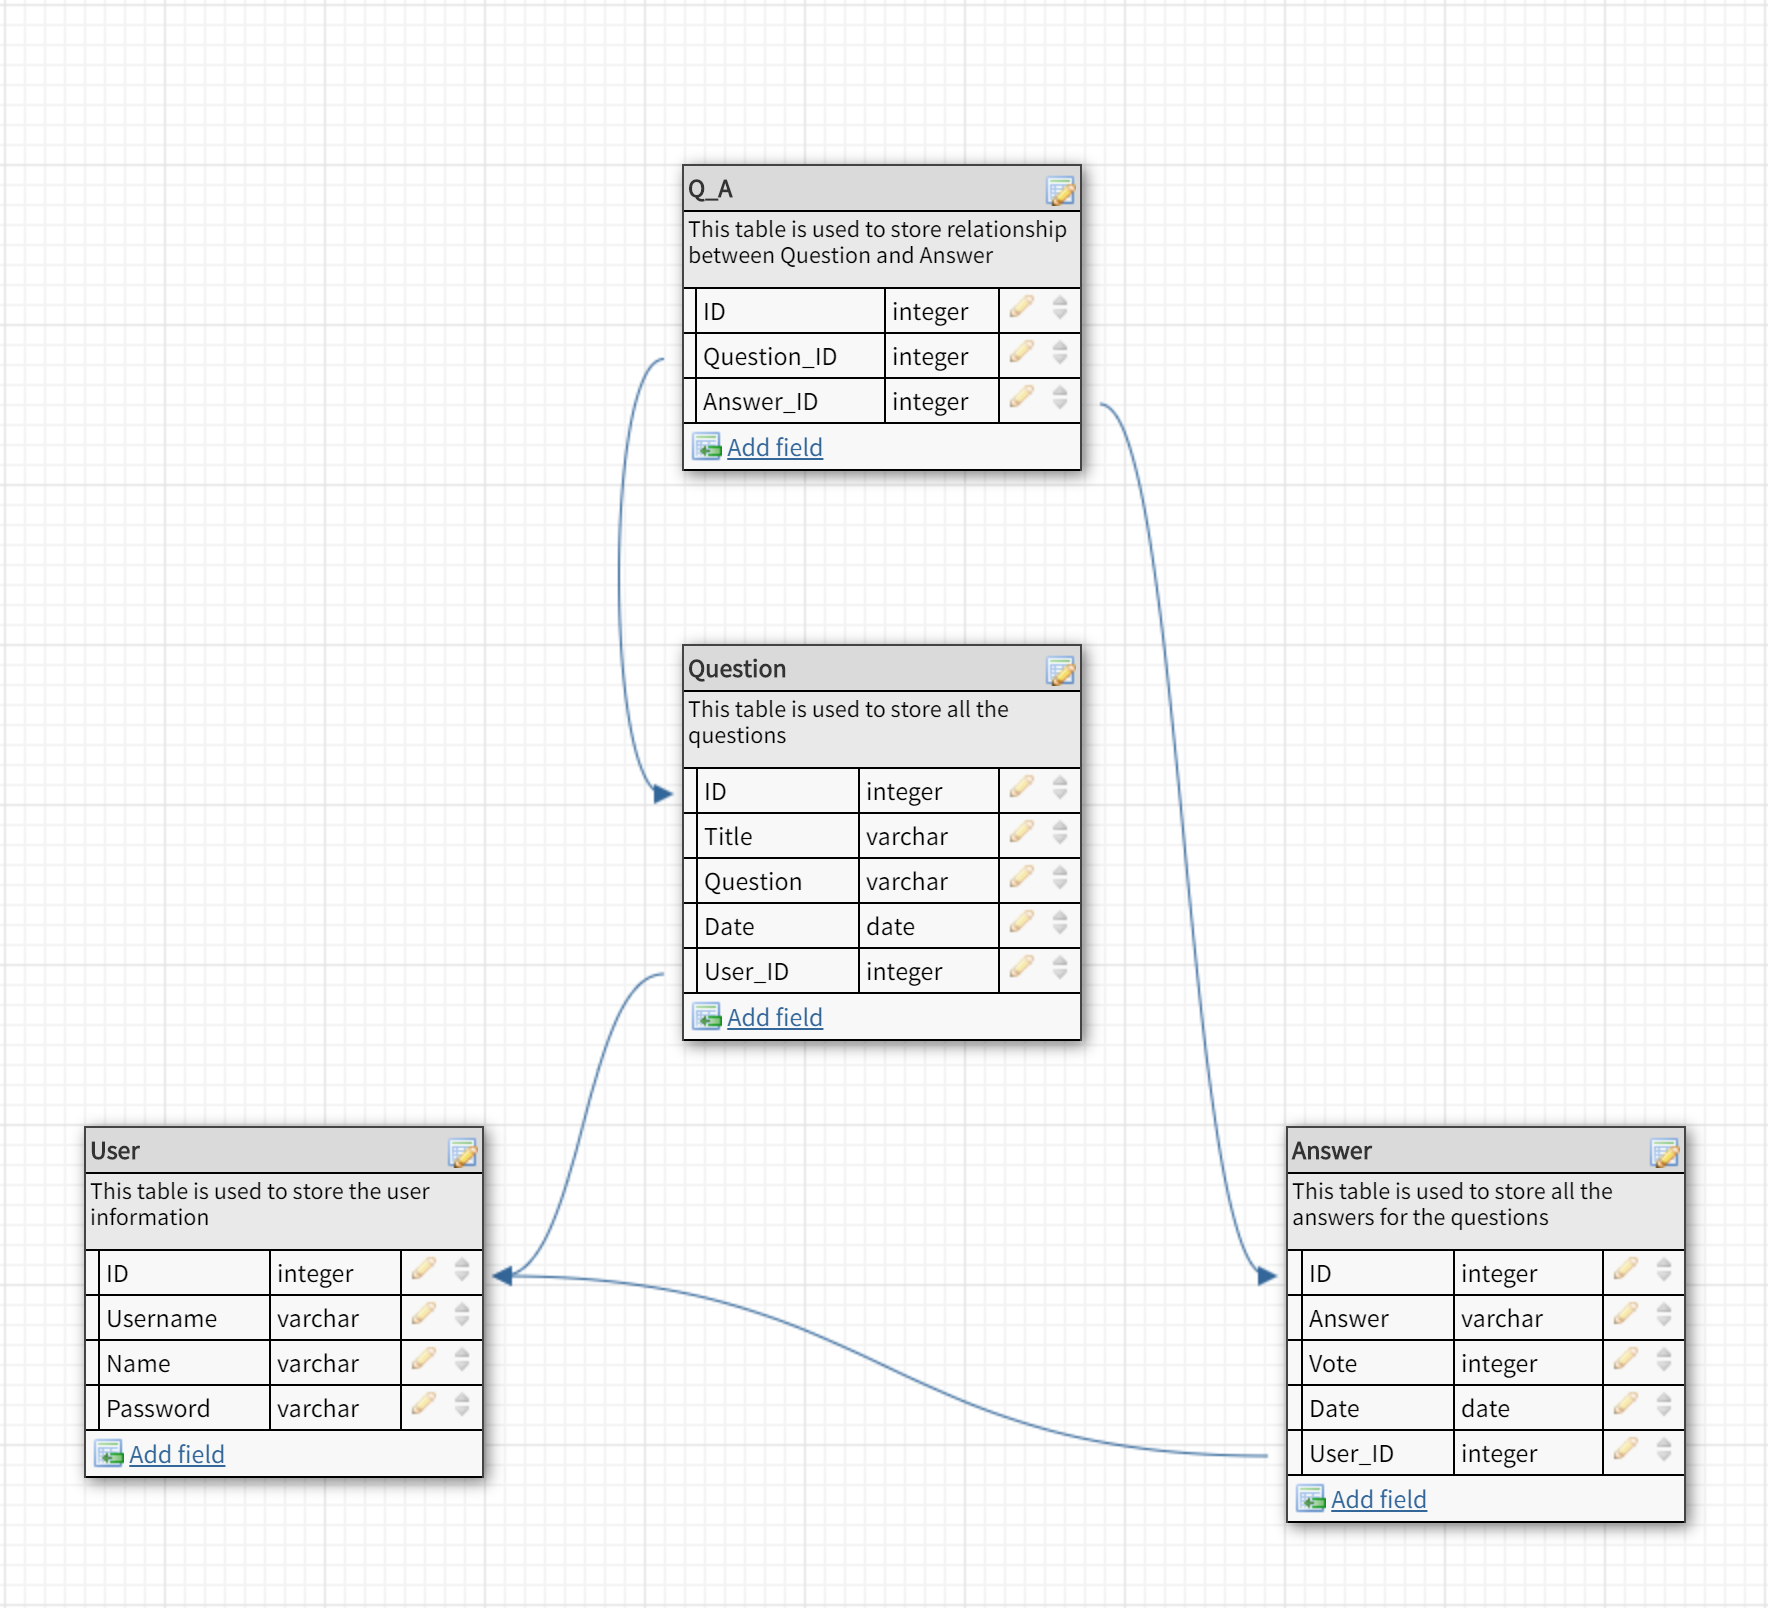 Q_A
This table is used to store relationship
between Question and Answer
ID integer
Question_ID integer
Answer_ID integer
Add field
Question
This table is used to store all the
questions
ID integer
Title varchar
Question varchar
Date date
User_ID integer
Add field
User
This table is used to store the user
information
ID integer
Username varchar
Name varchar
Password varchar
Add field
Answer
This table is used to store all the
answers for the questions
ID integer
Answer varchar
Vote integer
Date date
User_ID integer
Add field